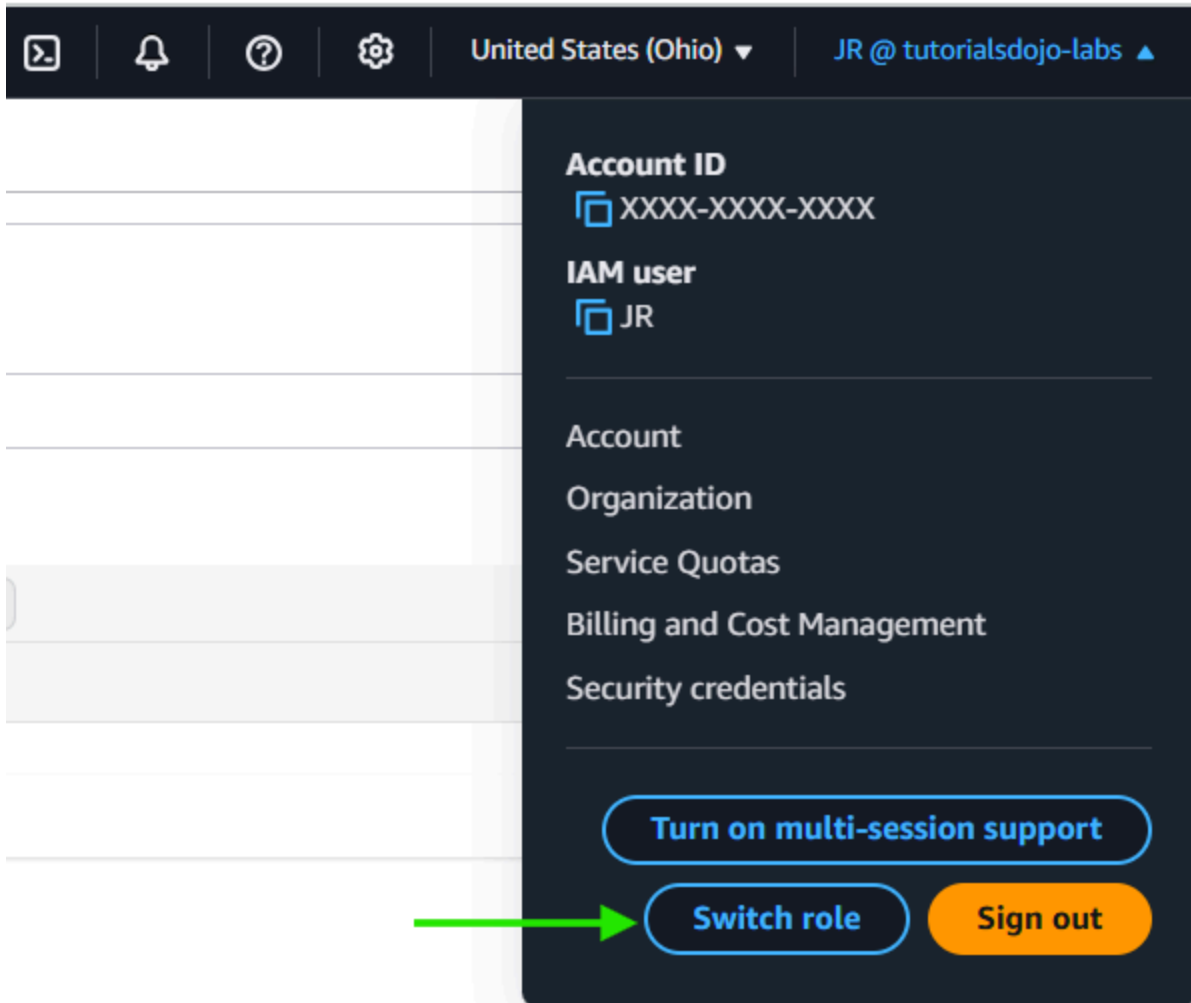 United States (Ohio) ▼ JR @ tutorialsdojo-labs ▲
Account ID
XXXX-XXXX-XXXX
IAM user
JR
Account
Organization
Service Quotas
Billing and Cost Management
Security credentials
Turn on multi-session support
Switch role Sign out